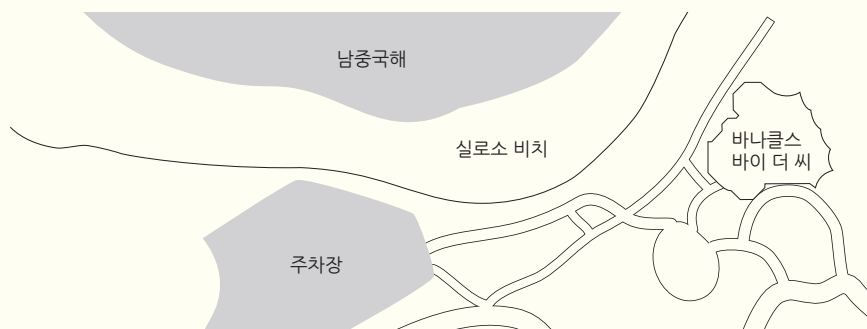 남중국해
실로소 비치
바나클스
바이 더 씨
주차장